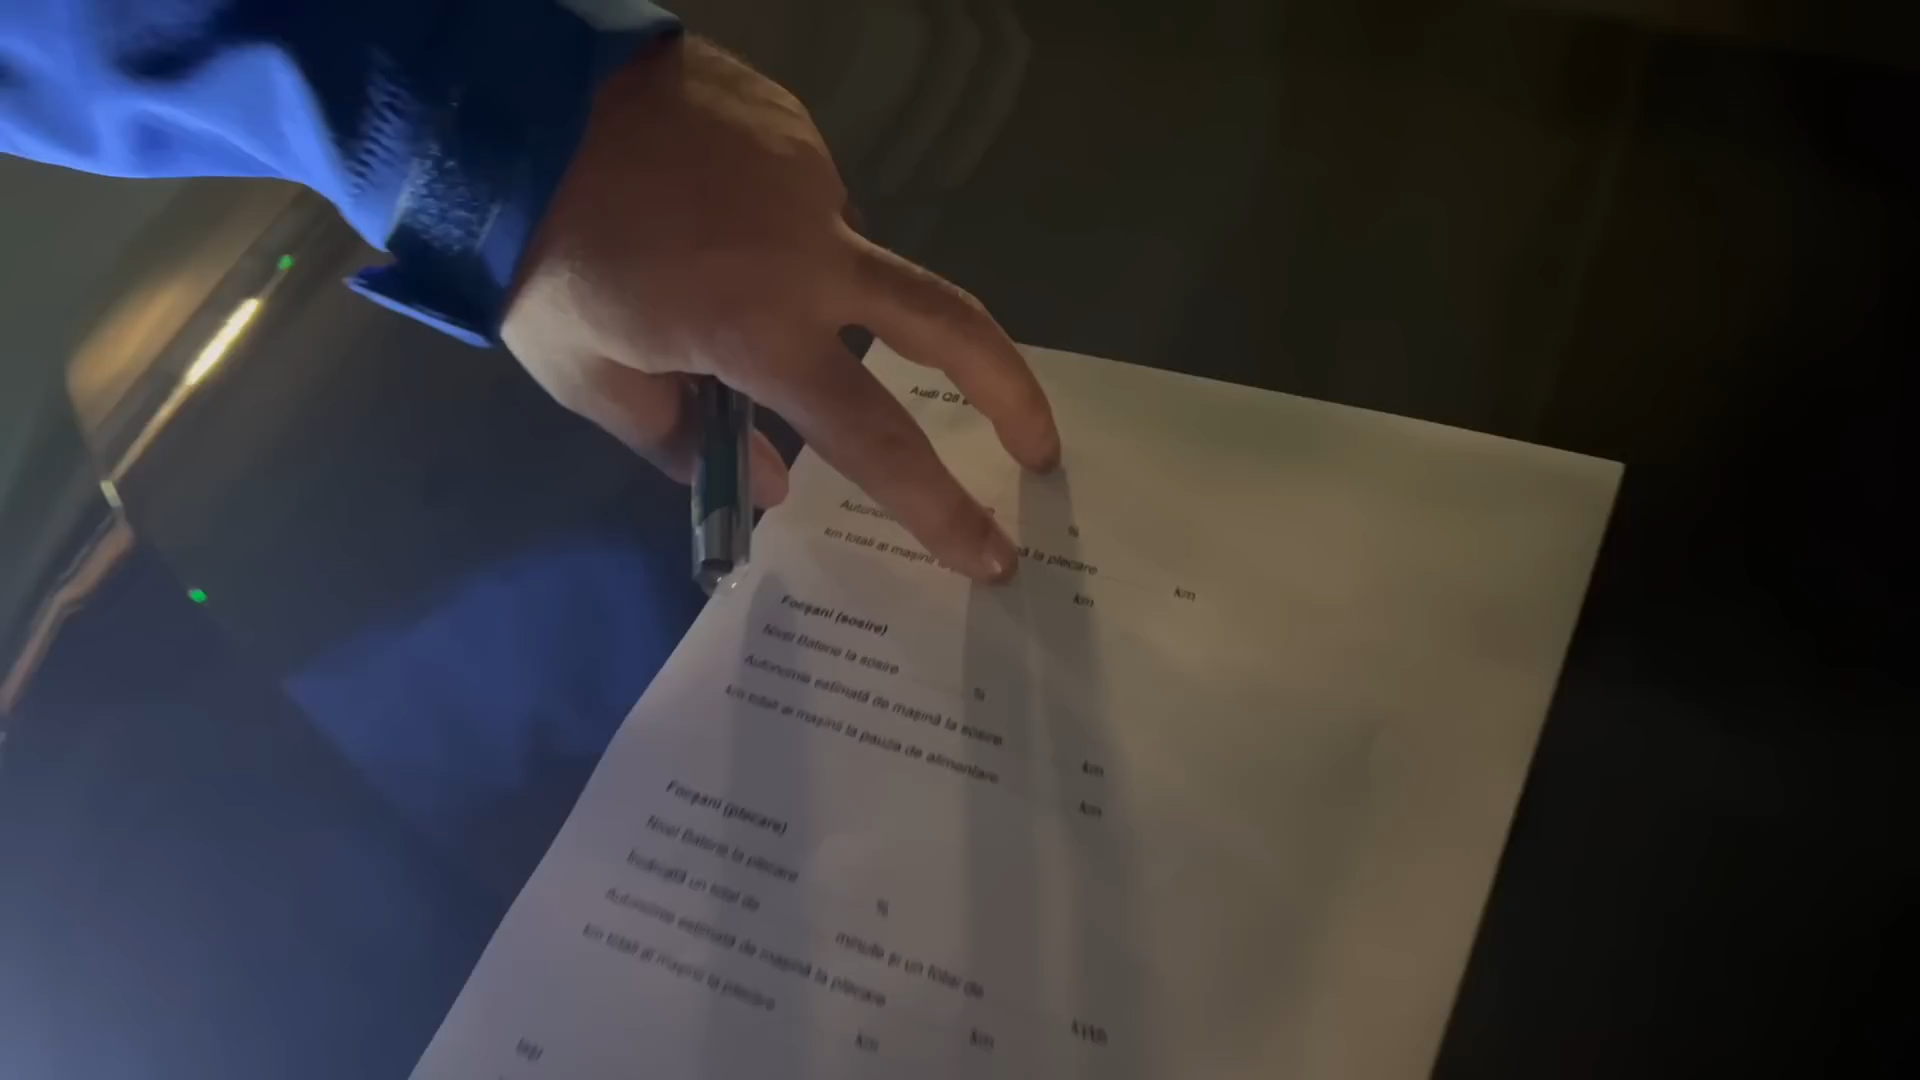 Audi Q8
%
Autonomia nă la plecare km
km totali ai mașinii km
Focșani (sosire)
Nivel Baterie la sosire %
Autonomia estimată de mașină la sosire km
km totali ai mașinii la pauza de alimentare km
Focșani (plecare)
Nivel Baterie la plecare %
Încărcată un total de minute și un total de kWh
Autonomia estimată de mașină la plecare km
km totali ai mașinii la plecare km
Iași